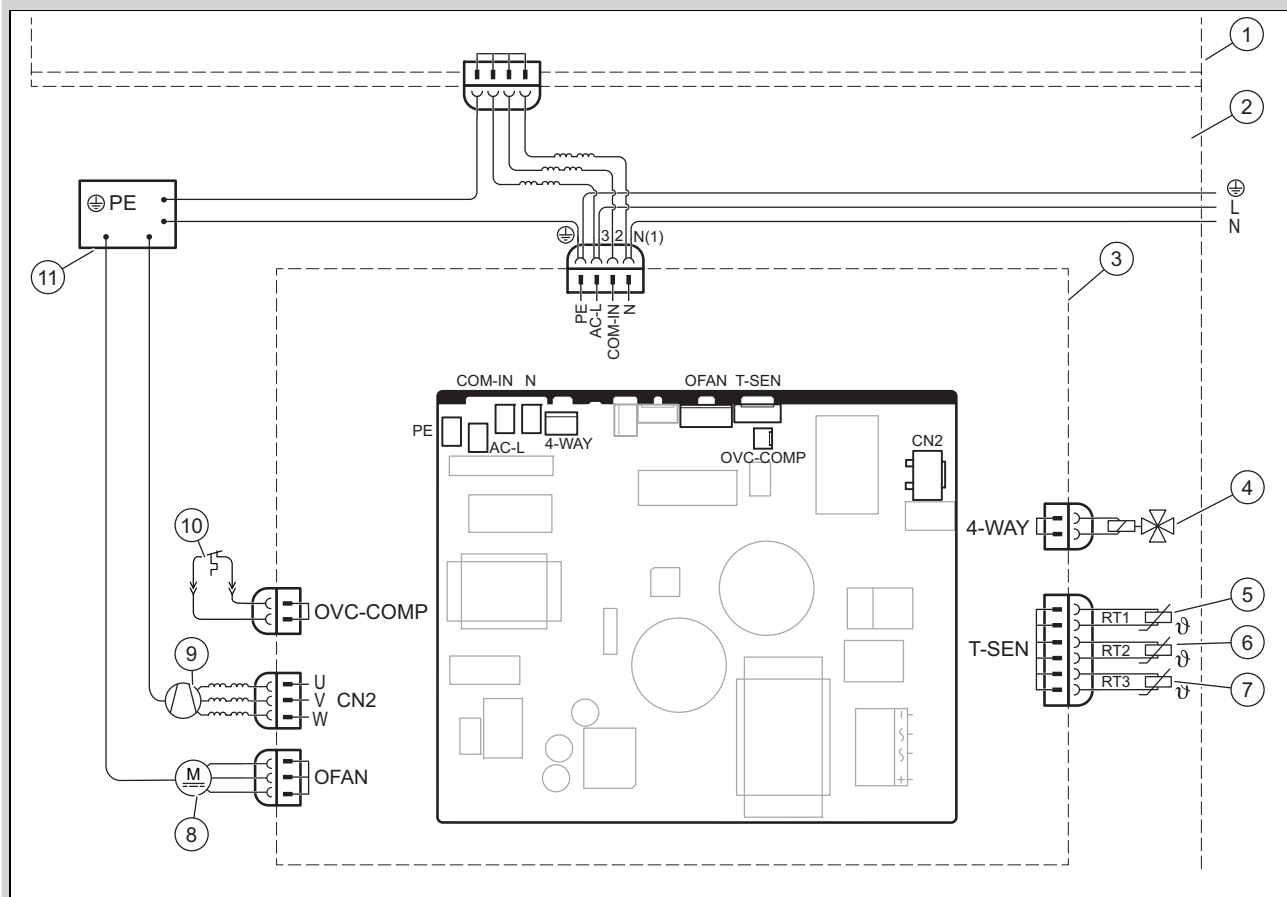 1
2
PE
L
N
3 2 N(1)
11
3
PE
AC-L
COM-IN
N
COM-IN N OFAN T-SEN
PE
AC-L
4-WAY
OVC-COMP
CN2
4
4-WAY
10
OVC-COMP
5
RT1 ϑ
T-SEN
6
RT2 ϑ
7
RT3 ϑ
9
U
V CN2
W
M
OFAN
8